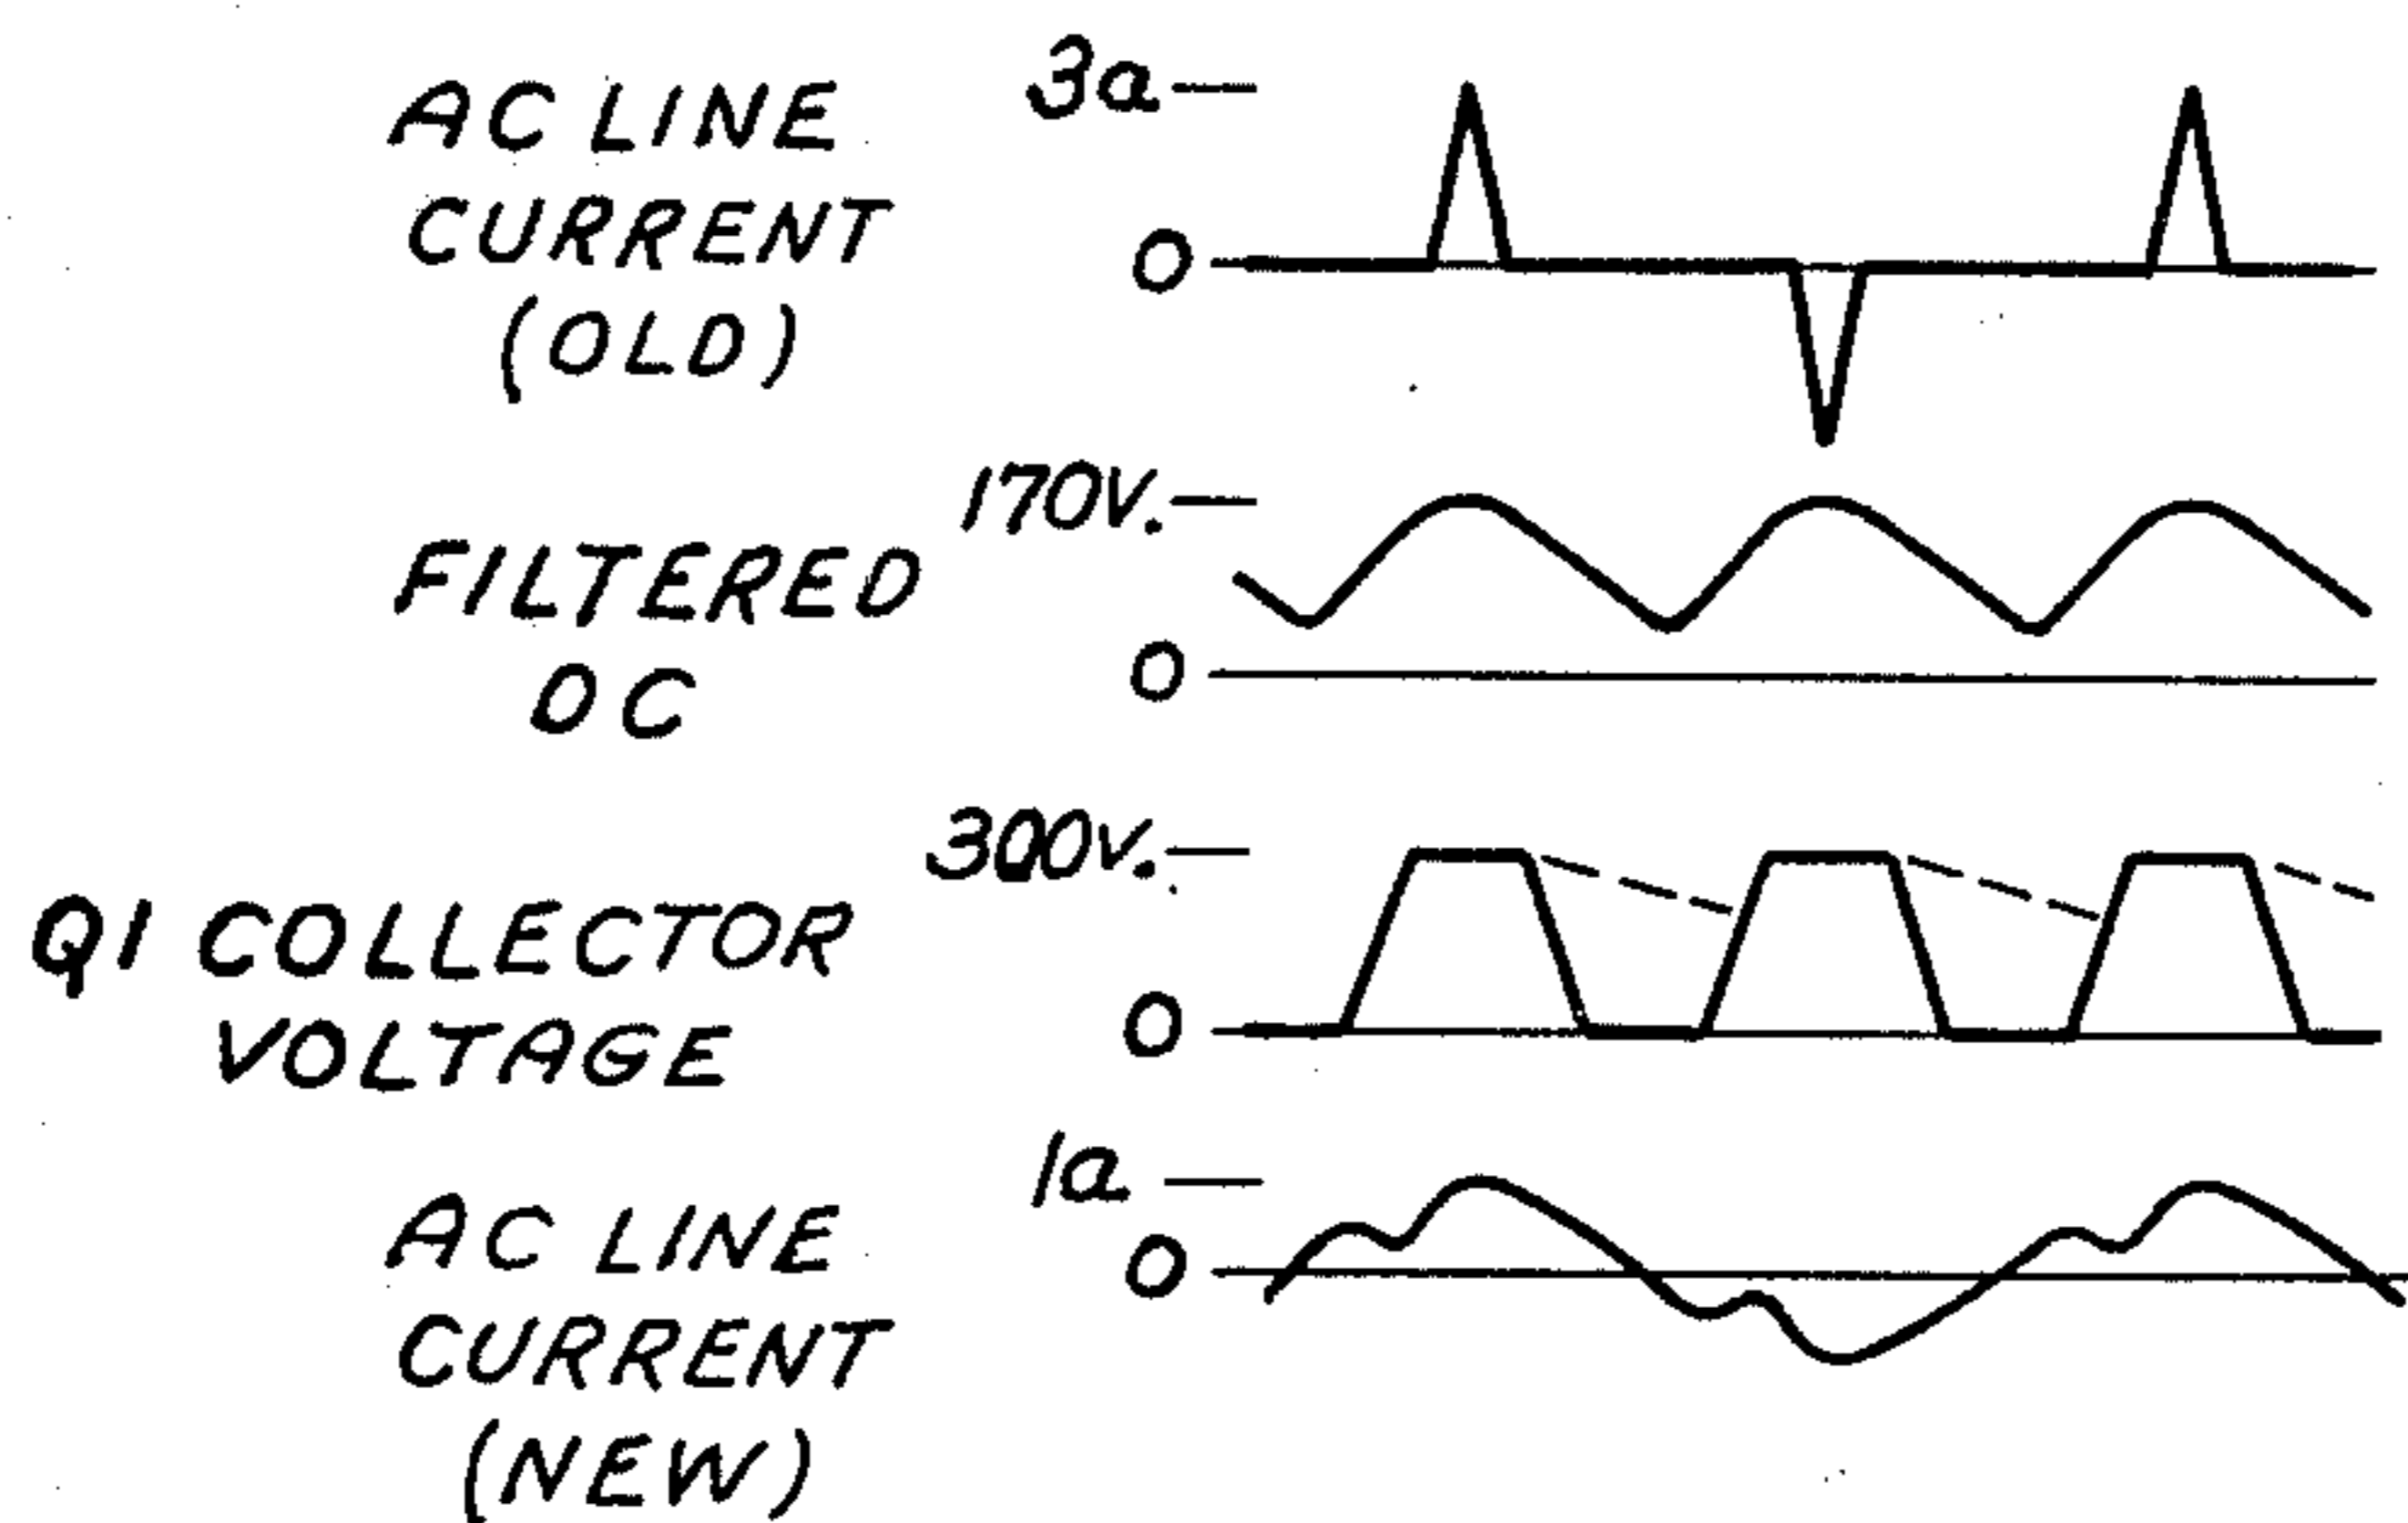 AC LINE
CURRENT
(OLD)
3a
0
FILTERED
DC
170V.
0
Q1 COLLECTOR
VOLTAGE
300V.
0
AC LINE
CURRENT
(NEW)
1a
0